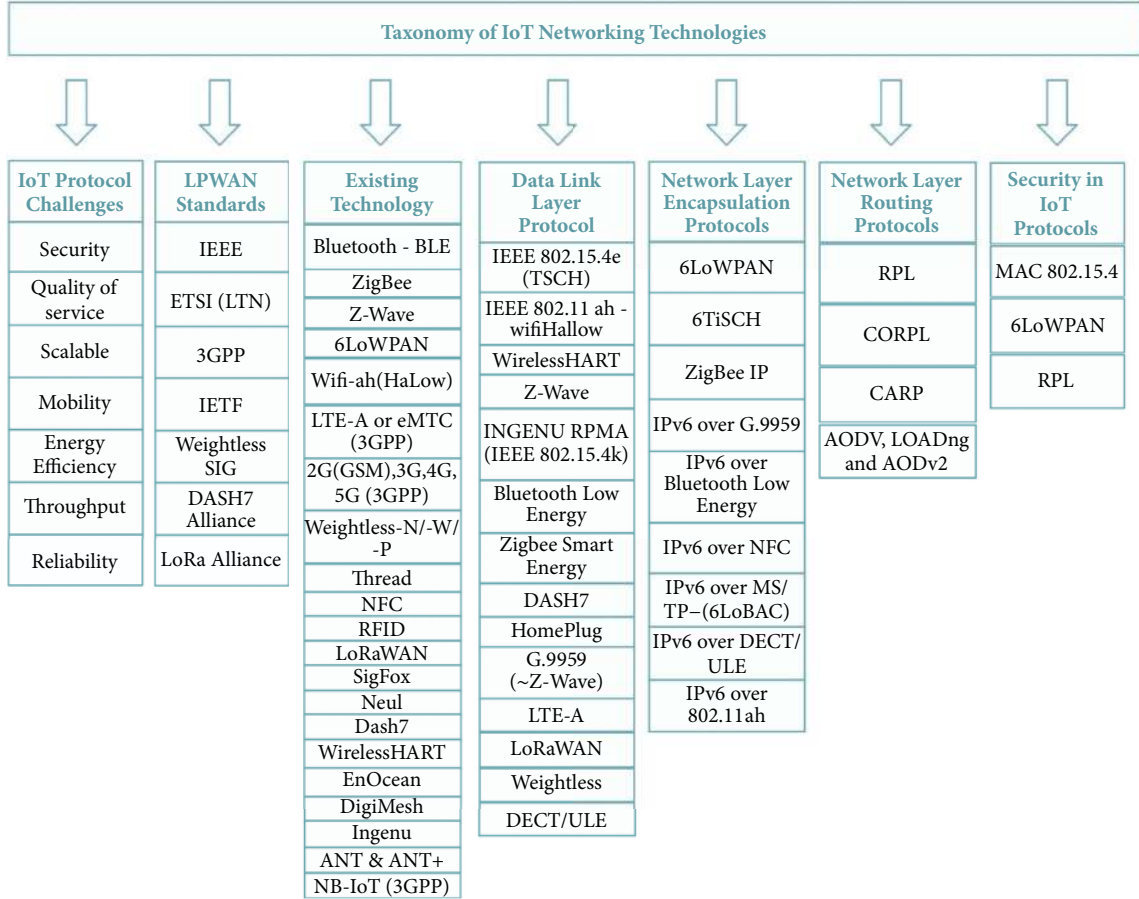 Taxonomy of IoT Networking Technologies
IoT Protocol
Challenges
Security
Quality of
service
Scalable
Mobility
Energy
Efficiency
Throughput
Reliability
LPWAN
Standards
IEEE
ETSI (LTN)
3GPP
IETF
Weightless
SIG
DASH7
Alliance
LoRa Alliance
Existing
Technology
Bluetooth - BLE
ZigBee
Z-Wave
6LoWPAN
Wifi-ah(HaLow)
LTE-A or eMTC
(3GPP)
2G(GSM),3G,4G,
5G (3GPP)
Weightless-N/-W/
-P
Thread
NFC
RFID
LoRaWAN
SigFox
Neul
Dash7
WirelessHART
EnOcean
DigiMesh
Ingenu
ANT & ANT+
NB-IoT (3GPP)
Data Link
Layer
Protocol
IEEE 802.15.4e
(TSCH)
IEEE 802.11 ah -
wifiHallow
WirelessHART
Z-Wave
INGENU RPMA
(IEEE 802.15.4k)
Bluetooth Low
Energy
Zigbee Smart
Energy
DASH7
HomePlug
G.9959
(~Z-Wave)
LTE-A
LoRaWAN
Weightless
DECT/ULE
Network Layer
Encapsulation
Protocols
6LoWPAN
6TiSCH
ZigBee IP
IPv6 over G.9959
IPv6 over
Bluetooth Low
Energy
IPv6 over NFC
IPv6 over MS/
TP−(6LoBAC)
IPv6 over DECT/
ULE
IPv6 over
802.11ah
Network Layer
Routing
Protocols
RPL
CORPL
CARP
AODV, LOADng
and AODv2
Security in
IoT
Protocols
MAC 802.15.4
6LoWPAN
RPL